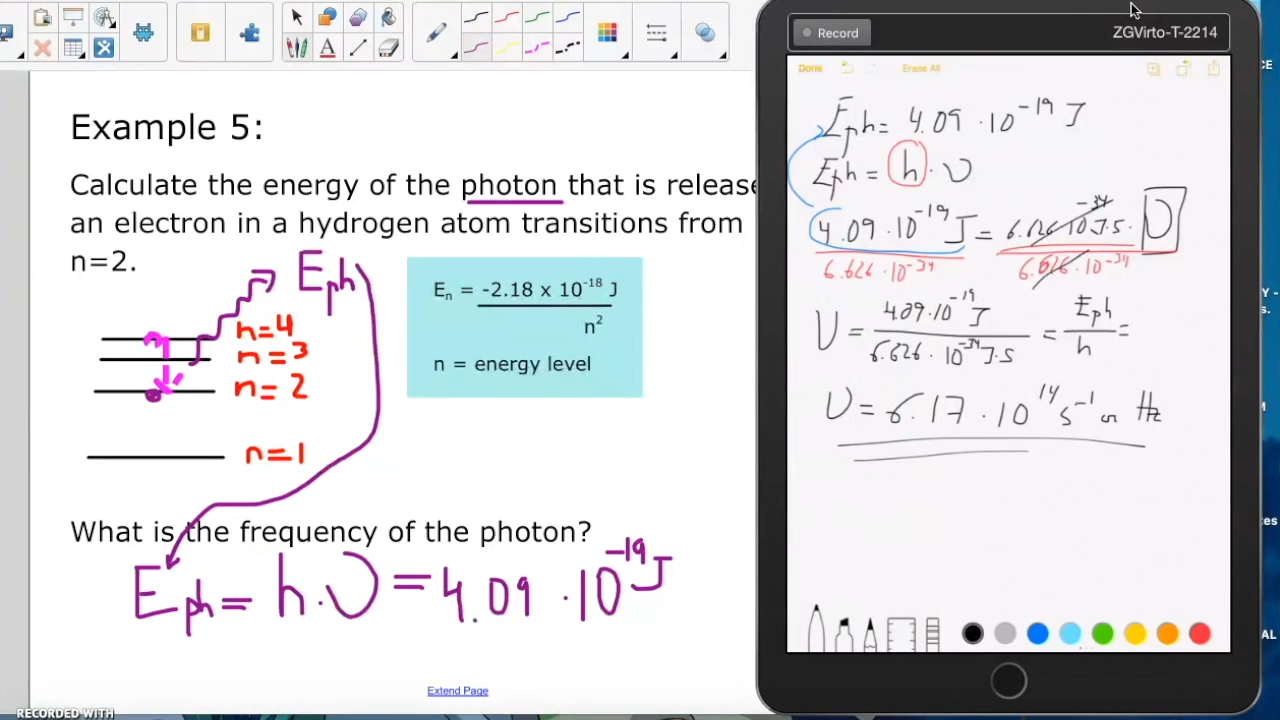 Example 5:
Calculate the energy of the photon that is release
an electron in a hydrogen atom transitions from
n=2.
Eph
n=4
n=3
n=2
n=1
En = -2.18 x 10-18 J
n2
n = energy level
What is the frequency of the photon?
Eph = h·υ = 4.09 ·10-19 J
Extend Page
RECORDED WITH
Record
ZGVirto-T-2214
Done
Erase All
Eph = 4.09 ·10-19 J
Eph = h · υ
4.09 ·10-19 J = 6.626 10-34 J·s · υ
6.626 · 10-34 6.626 · 10-34
υ = 4.09·10-19 J = Eph =
6.626 · 10-34 J·s h
υ = 6.17 · 10 14 s-1 or Hz